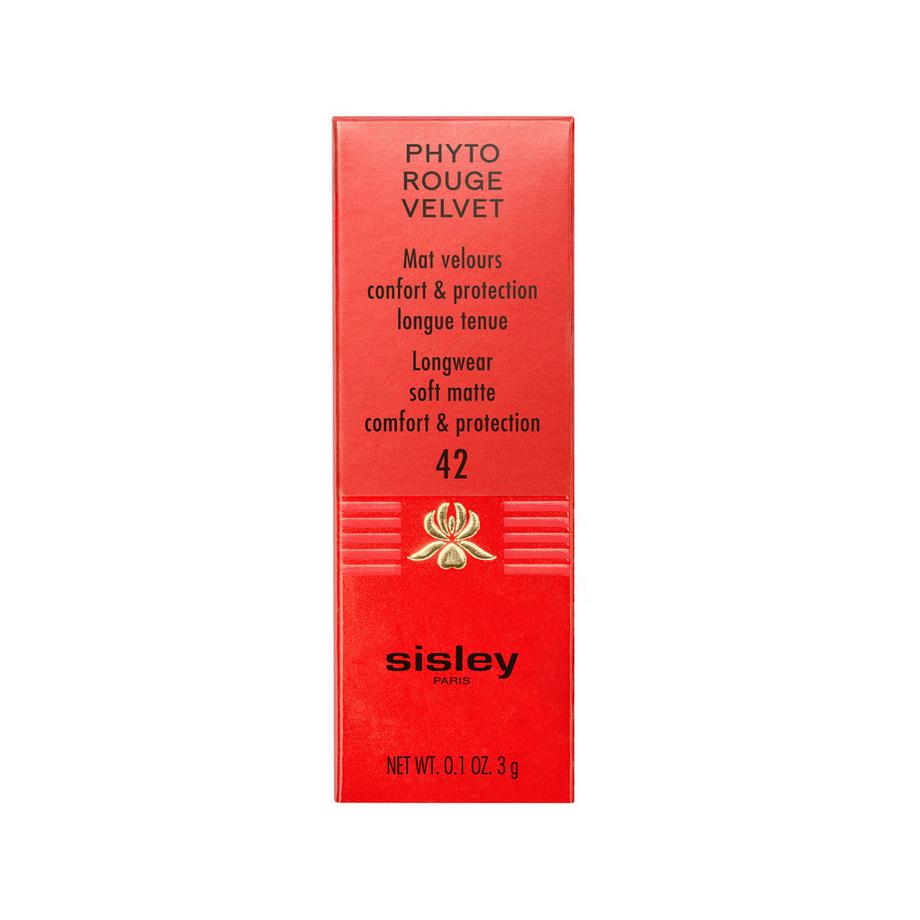 PHYTO
ROUGE
VELVET
Mat velours
confort & protection
longue tenue
Longwear
soft matte
comfort & protection
42
sisley
PARIS
NET WT. 0.1 OZ. 3 g